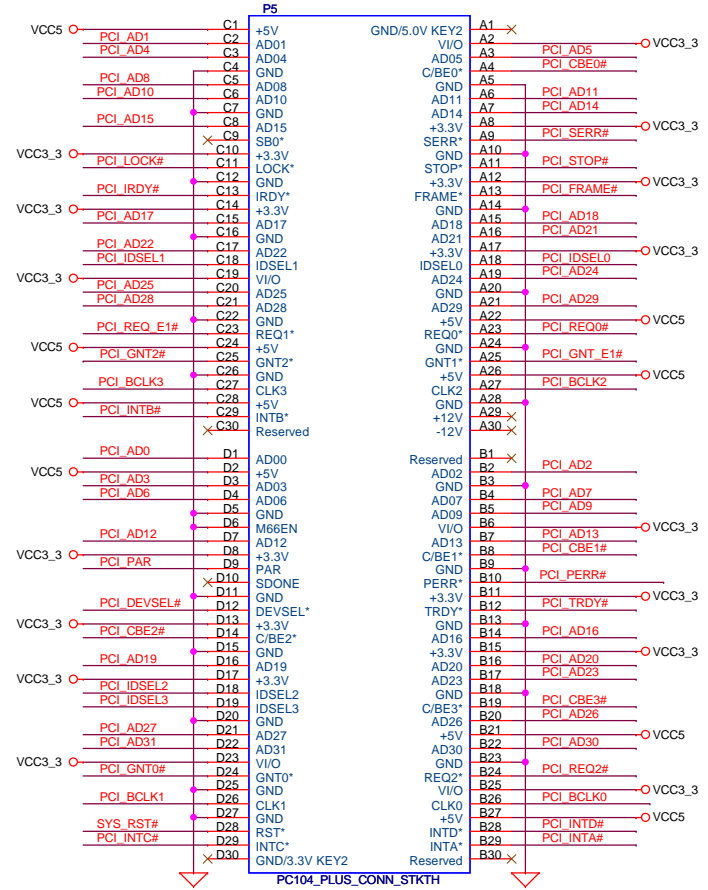 P5
VCC5 C1 +5V GND/5.0V KEY2 A1
PCI_AD1 C2 AD01 VI/O A2 VCC3_3
PCI_AD4 C3 AD04 AD05 A3 PCI_AD5
C4 GND C/BE0* A4 PCI_CBE0#
PCI_AD8 C5 AD08 GND A5
PCI_AD10 C6 AD10 AD11 A6 PCI_AD11
C7 GND AD14 A7 PCI_AD14
PCI_AD15 C8 AD15 +3.3V A8 VCC3_3
C9 SB0* SERR* A9 PCI_SERR#
VCC3_3 C10 +3.3V GND A10
PCI_LOCK# C11 LOCK* STOP* A11 PCI_STOP#
C12 GND +3.3V A12 VCC3_3
PCI_IRDY# C13 IRDY* FRAME* A13 PCI_FRAME#
VCC3_3 C14 +3.3V GND A14
PCI_AD17 C15 AD17 AD18 A15 PCI_AD18
C16 GND AD21 A16 PCI_AD21
PCI_AD22 C17 AD22 +3.3V A17 VCC3_3
PCI_IDSEL1 C18 IDSEL1 IDSEL0 A18 PCI_IDSEL0
VCC3_3 C19 VI/O AD24 A19 PCI_AD24
PCI_AD25 C20 AD25 GND A20
PCI_AD28 C21 AD28 AD29 A21 PCI_AD29
C22 GND +5V A22 VCC5
PCI_REQ_E1# C23 REQ1* REQ0* A23 PCI_REQ0#
VCC5 C24 +5V GND A24
PCI_GNT2# C25 GNT2* GNT1* A25 PCI_GNT_E1#
C26 GND +5V A26 VCC5
PCI_BCLK3 C27 CLK3 CLK2 A27 PCI_BCLK2
VCC5 C28 +5V GND A28
PCI_INTB# C29 INTB* +12V A29
C30 Reserved -12V A30
PCI_AD0 D1 AD00 Reserved B1
VCC5 D2 +5V AD02 B2 PCI_AD2
PCI_AD3 D3 AD03 GND B3
PCI_AD6 D4 AD06 AD07 B4 PCI_AD7
D5 GND AD09 B5 PCI_AD9
D6 M66EN VI/O B6 VCC3_3
PCI_AD12 D7 AD12 AD13 B7 PCI_AD13
VCC3_3 D8 +3.3V C/BE1* B8 PCI_CBE1#
PCI_PAR D9 PAR GND B9
D10 SDONE PERR* B10 PCI_PERR#
D11 GND +3.3V B11 VCC3_3
PCI_DEVSEL# D12 DEVSEL* TRDY* B12 PCI_TRDY#
VCC3_3 D13 +3.3V GND B13
PCI_CBE2# D14 C/BE2* AD16 B14 PCI_AD16
D15 GND +3.3V B15 VCC3_3
PCI_AD19 D16 AD19 AD20 B16 PCI_AD20
VCC3_3 D17 +3.3V AD23 B17 PCI_AD23
PCI_IDSEL2 D18 IDSEL2 GND B18
PCI_IDSEL3 D19 IDSEL3 C/BE3* B19 PCI_CBE3#
D20 GND AD26 B20 PCI_AD26
PCI_AD27 D21 AD27 +5V B21 VCC5
PCI_AD31 D22 AD31 AD30 B22 PCI_AD30
VCC3_3 D23 VI/O GND B23
PCI_GNT0# D24 GNT0* REQ2* B24 PCI_REQ2#
D25 GND VI/O B25 VCC3_3
PCI_BCLK1 D26 CLK1 CLK0 B26 PCI_BCLK0
D27 GND +5V B27 VCC5
SYS_RST# D28 RST* INTD* B28 PCI_INTD#
PCI_INTC# D29 INTC* INTA* B29 PCI_INTA#
D30 GND/3.3V KEY2 Reserved B30
PC104_PLUS_CONN_STKTH